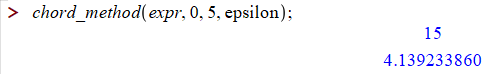 > chord_method(expr, 0, 5, epsilon);
15
4.139233860